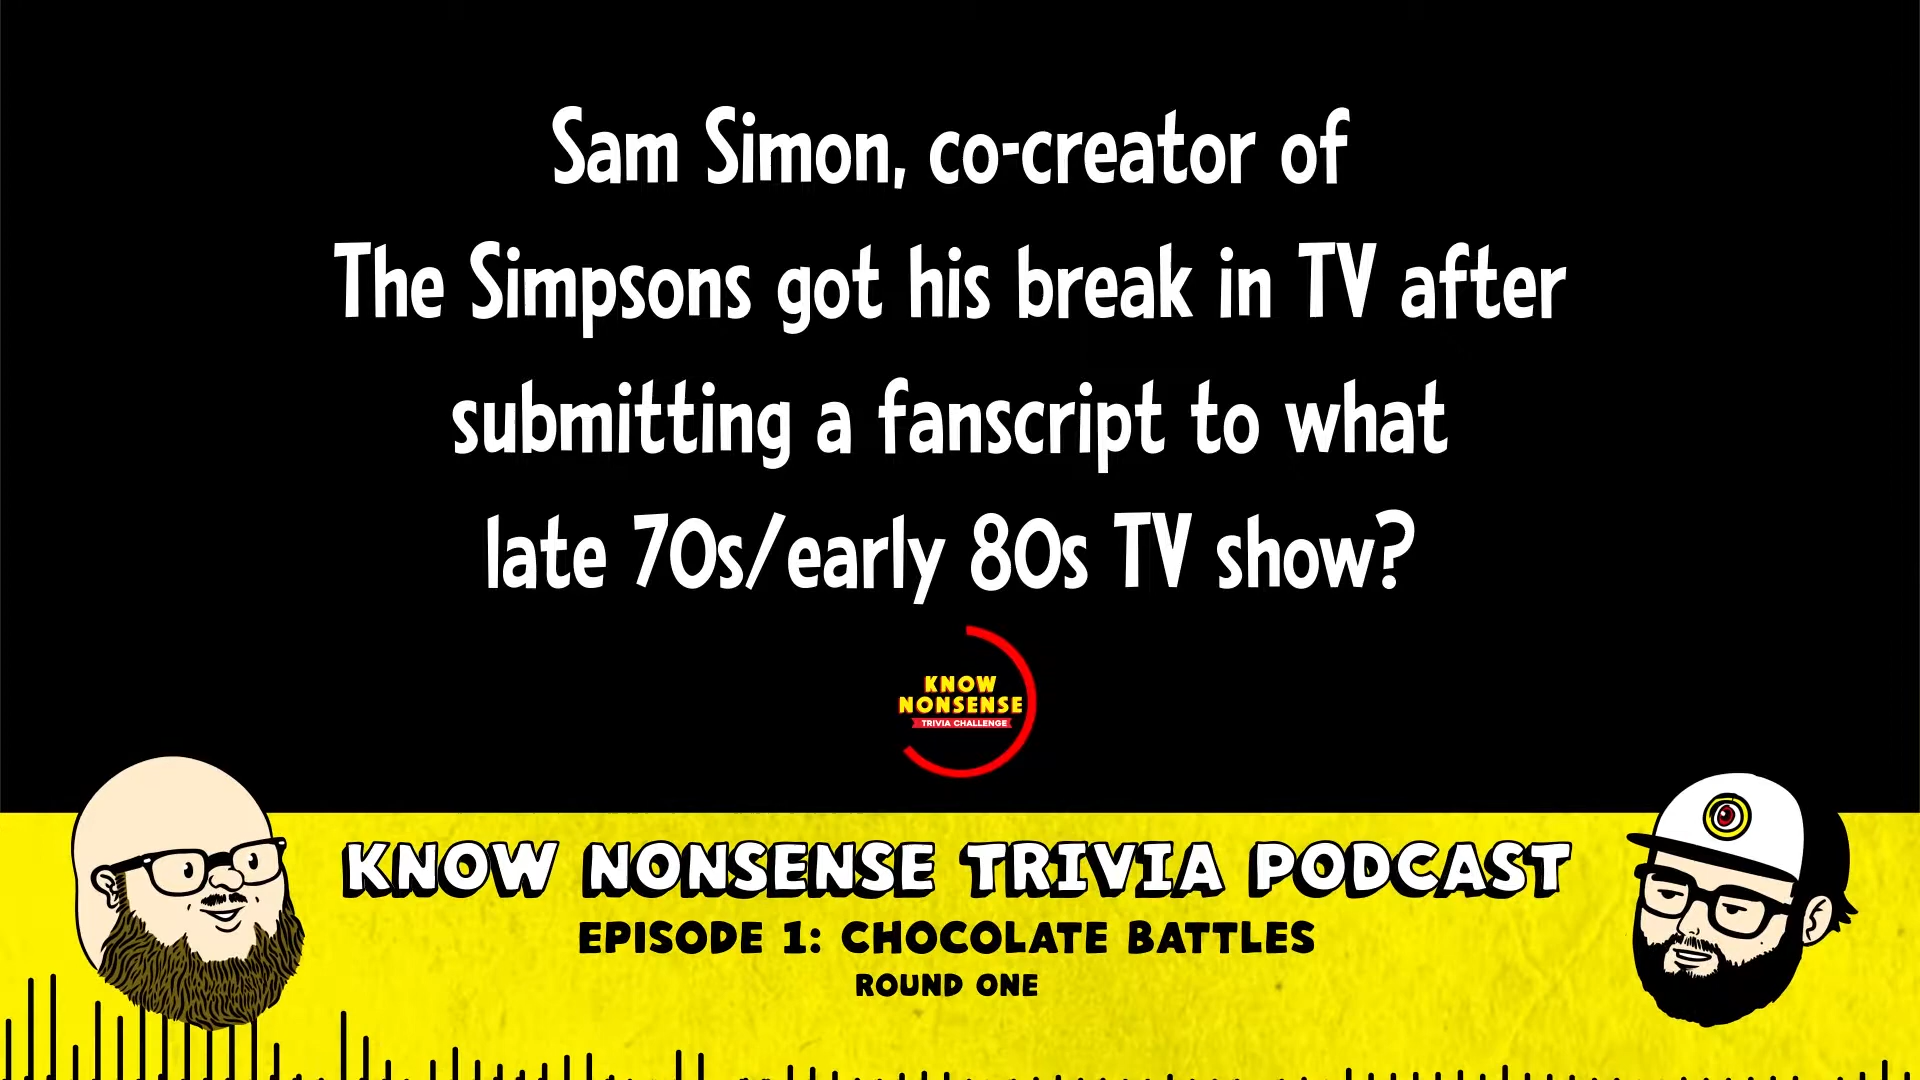 Sam Simon, co-creator of
The Simpsons got his break in TV after
submitting a fanscript to what
late 70s/early 80s TV show?
KNOW
NONSENSE
TRIVIA CHALLENGE
KNOW NONSENSE TRIVIA PODCAST
EPISODE 1: CHOCOLATE BATTLES
ROUND ONE